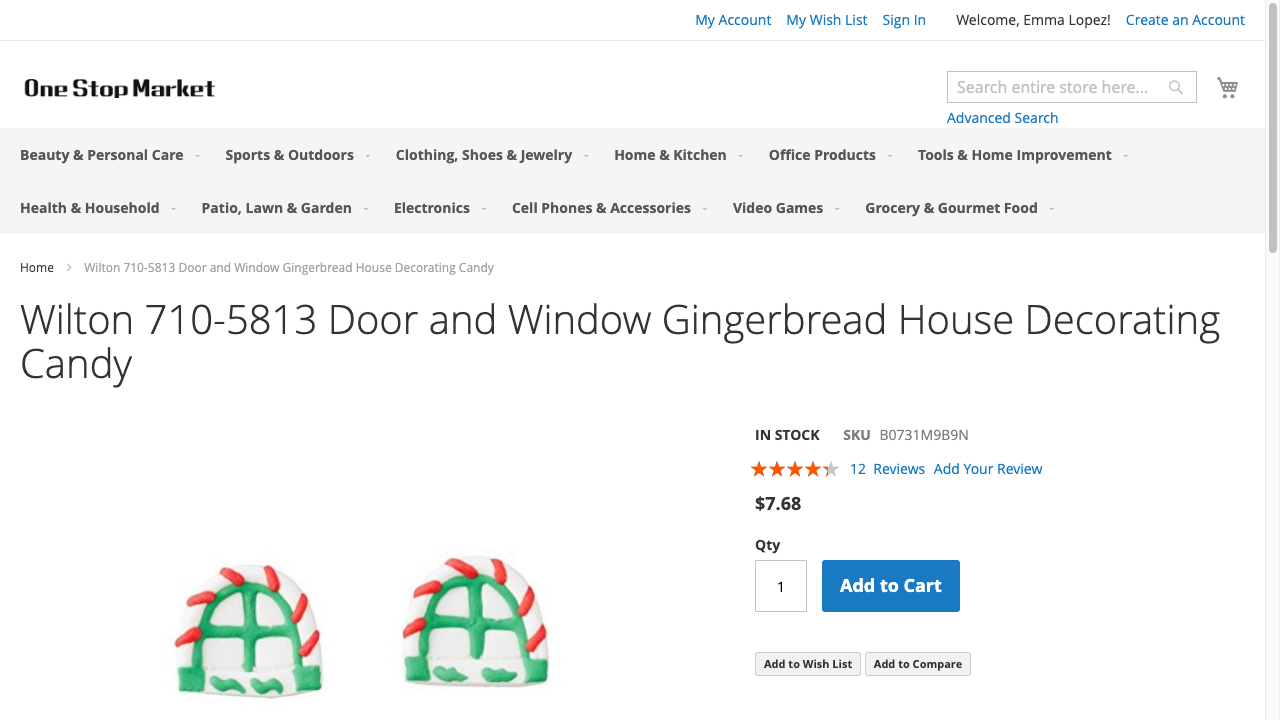 My Account My Wish List Sign In Welcome, Emma Lopez! Create an Account
One Stop Market
Search entire store here...
Advanced Search
Beauty & Personal Care Sports & Outdoors Clothing, Shoes & Jewelry Home & Kitchen Office Products Tools & Home Improvement
Health & Household Patio, Lawn & Garden Electronics Cell Phones & Accessories Video Games Grocery & Gourmet Food
Home Wilton 710-5813 Door and Window Gingerbread House Decorating Candy
Wilton 710-5813 Door and Window Gingerbread House Decorating
Candy
IN STOCK SKU B0731M9B9N
12 Reviews Add Your Review
$7.68
Qty
1 Add to Cart
Add to Wish List Add to Compare